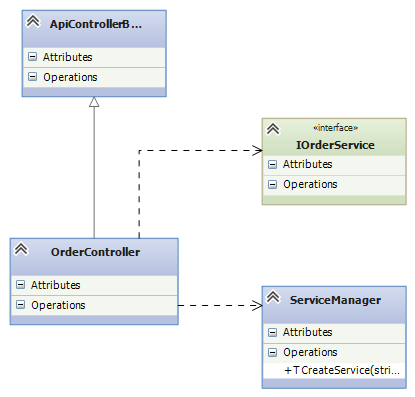 ApiControllerB...
Attributes
Operations
«interface»
IOrderService
Attributes
Operations
OrderController
Attributes
Operations
ServiceManager
Attributes
Operations
+T CreateService(stri...